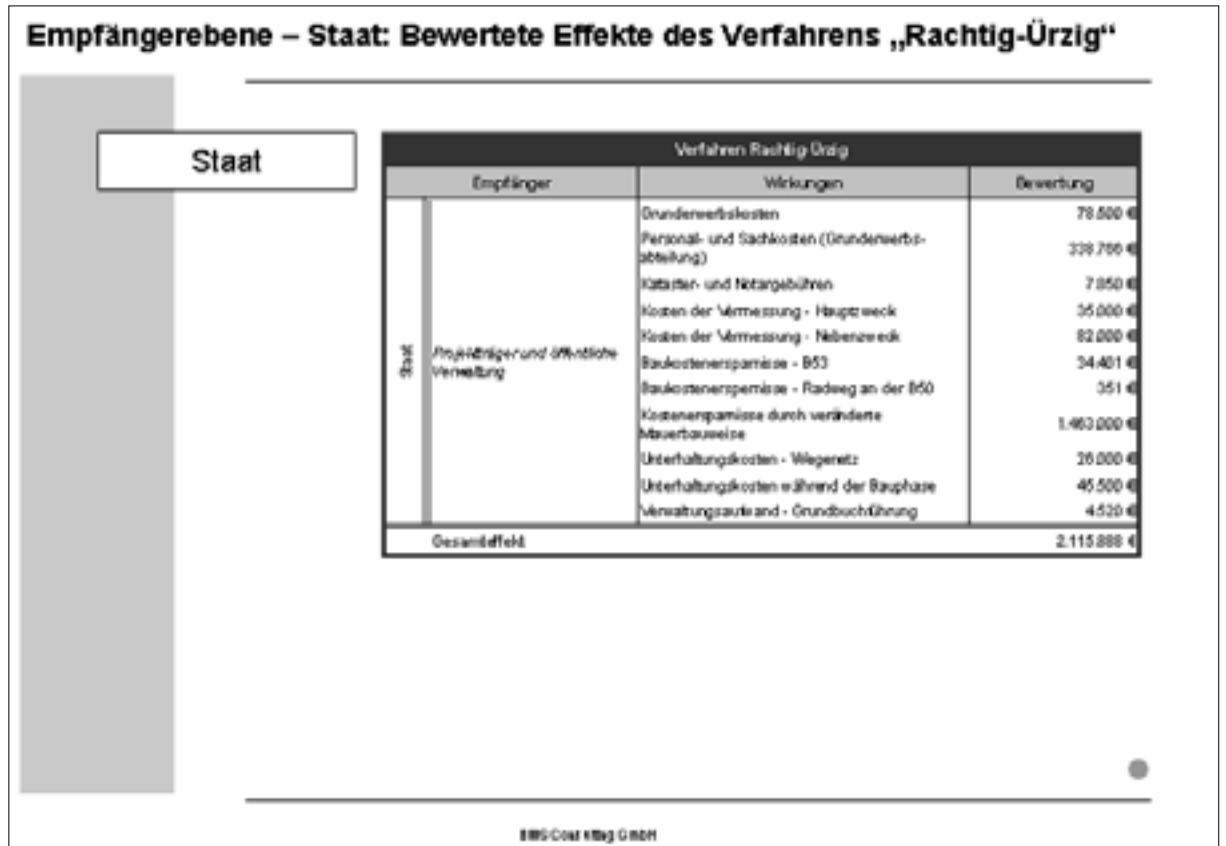 Empfängerebene – Staat: Bewertete Effekte des Verfahrens „Rachtig-Ürzig“
Staat
Verfahren Rachtig-Ürzig
Empfänger Wirkungen Bewertung
Staat
Projektträger und öffentliche
Verwaltung
Grunderwerbskosten 78.500 €
Personal- und Sachkosten (Grunderwerbs-
abteilung) 338.766 €
Kataster- und Notargebühren 7.850 €
Kosten der Vermessung - Hauptzweck 35.000 €
Kosten der Vermessung - Nebenzweck 82.000 €
Baukostenersparnisse - B53 34.401 €
Baukostenersparnisse - Radweg an der B50 351 €
Kostenersparnisse durch veränderte
Mauerbauweise 1.463.000 €
Unterhaltungskosten - Wegenetz 26.000 €
Unterhaltungskosten während der Bauphase 45.500 €
Verwaltungsaufwand - Grundbuchführung 4.520 €
Gesamteffekt 2.115.888 €
BMS Consulting GmbH